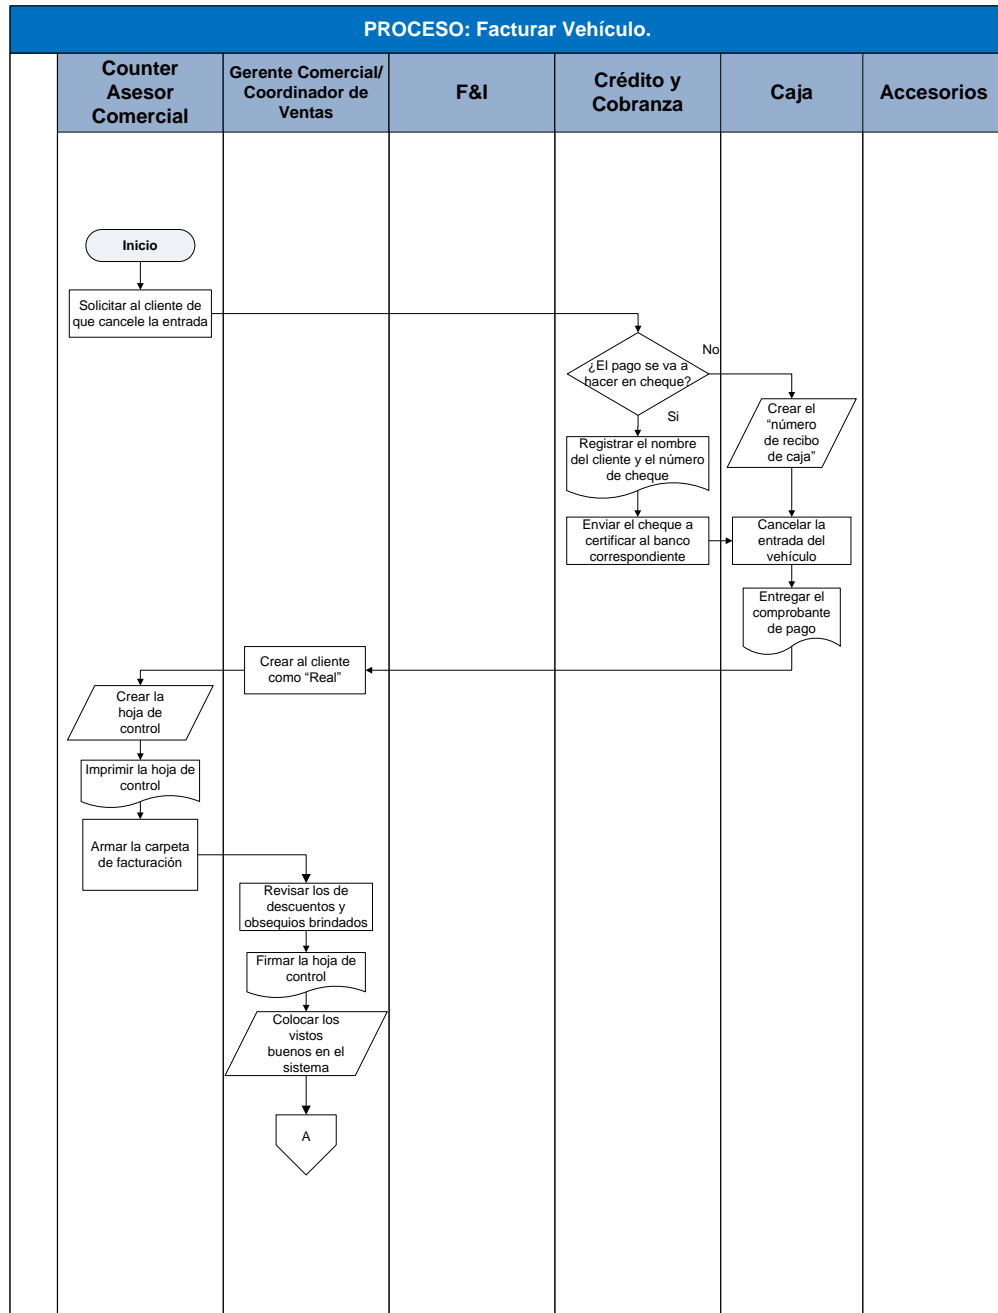 PROCESO: Facturar Vehículo.
Counter
Asesor
Comercial
Gerente Comercial/
Coordinador de
Ventas
F&I
Crédito y
Cobranza
Caja
Accesorios
Inicio
Solicitar al cliente de
que cancele la entrada
¿El pago se va a
hacer en cheque?
No
Si
Crear el
“número
de recibo
de caja”
Registrar el nombre
del cliente y el número
de cheque
Enviar el cheque a
certificar al banco
correspondiente
Cancelar la
entrada del
vehículo
Entregar el
comprobante
de pago
Crear al cliente
como “Real”
Crear la
hoja de
control
Imprimir la hoja de
control
Armar la carpeta
de facturación
Revisar los de
descuentos y
obsequios brindados
Firmar la hoja de
control
Colocar los
vistos
buenos en el
sistema
A